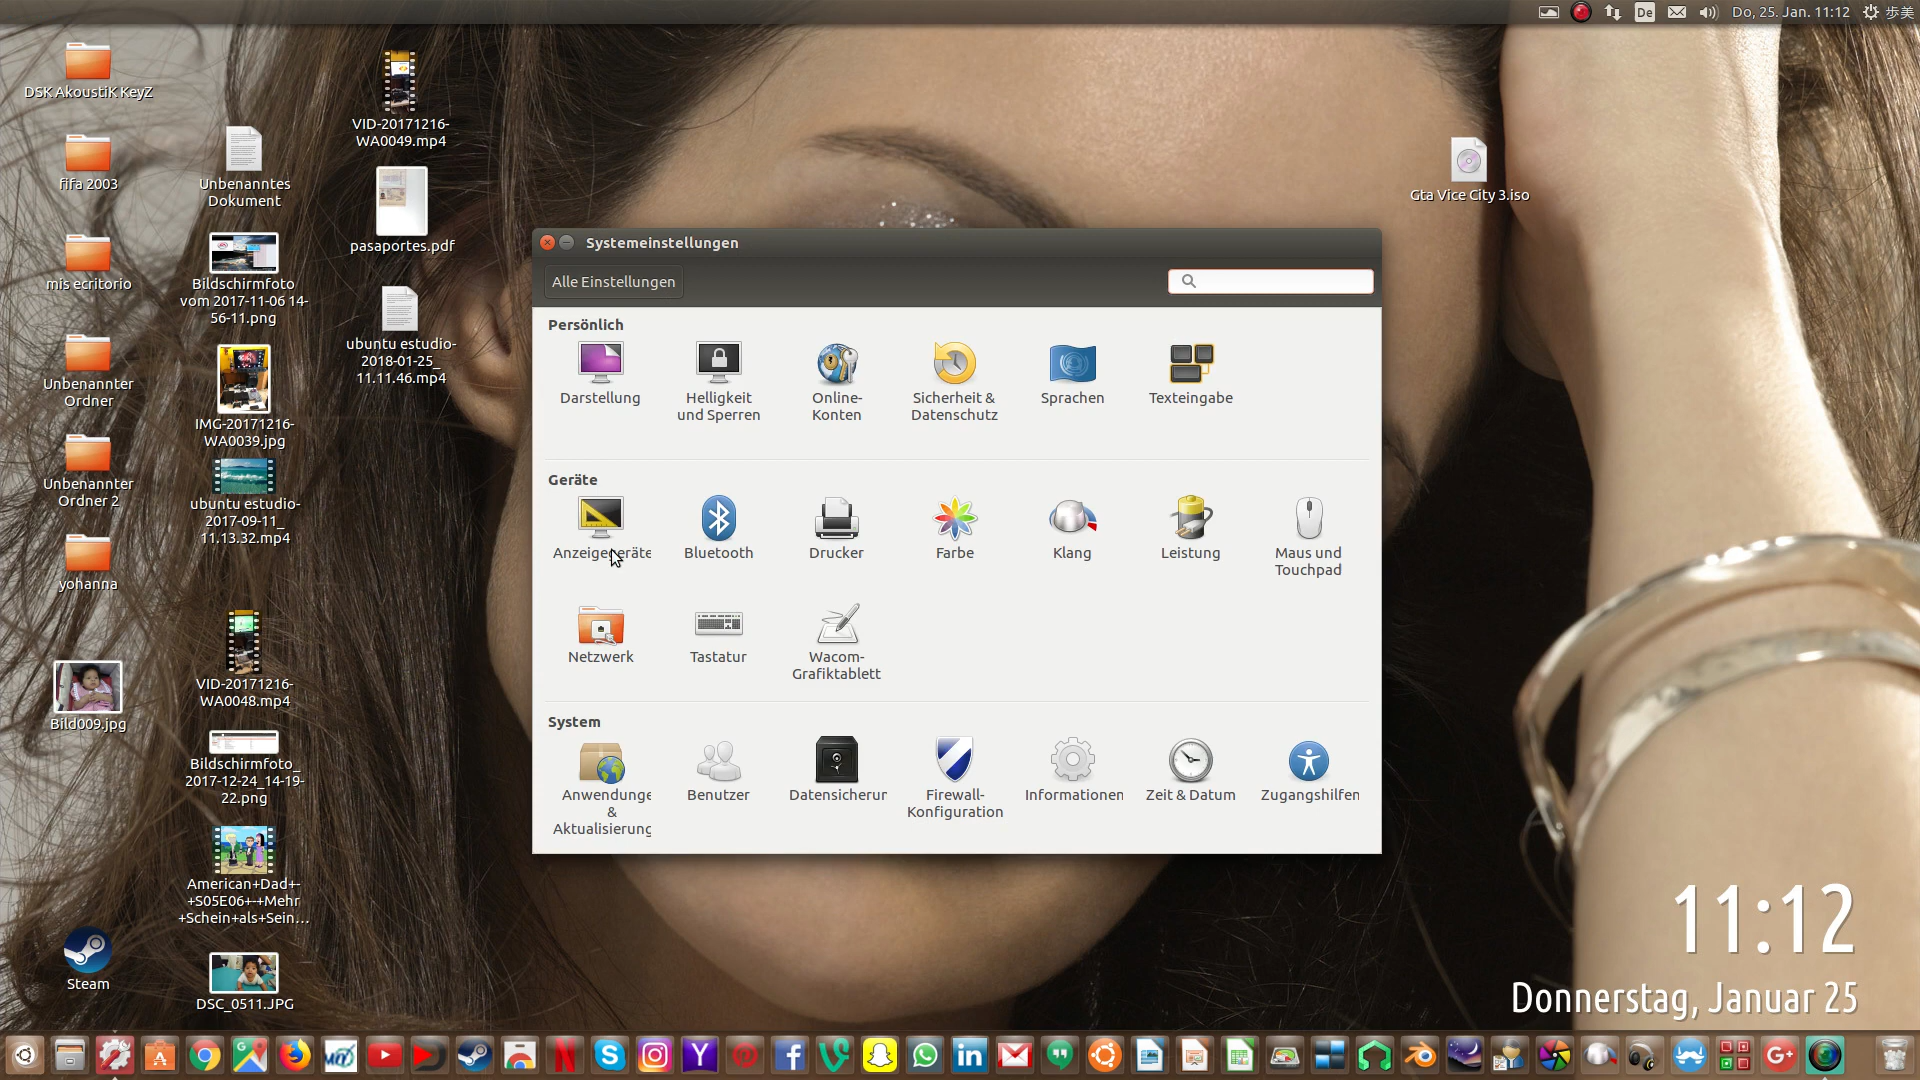 De
Do, 25. Jan. 11:12
歩美
DSK AkoustiK KeyZ
fifa 2003
mis ecritorio
Unbenannter
Ordner
Unbenannter
Ordner 2
yohanna
Bild009.jpg
Steam
Unbenanntes
Dokument
Bildschirmfoto
vom 2017-11-06 14-
56-11.png
IMG-20171216-
WA0039.jpg
ubuntu estudio-
2017-09-11_
11.13.32.mp4
VID-20171216-
WA0048.mp4
Bildschirmfoto_
2017-12-24_14-19-
22.png
American+Dad+-
+S05E06+-+Mehr
+Schein+als+Sein...
DSC_0511.JPG
VID-20171216-
WA0049.mp4
pasaportes.pdf
ubuntu estudio-
2018-01-25_
11.11.46.mp4
Gta Vice City 3.iso
Systemeinstellungen
Alle Einstellungen
Persönlich
Darstellung
Helligkeit
und Sperren
Online-
Konten
Sicherheit &
Datenschutz
Sprachen
Texteingabe
Geräte
Anzeigegeräte
Bluetooth
Drucker
Farbe
Klang
Leistung
Maus und
Touchpad
Netzwerk
Tastatur
Wacom-
Grafiktablett
System
Anwendunge
&
Aktualisierung
Benutzer
Datensicherur
Firewall-
Konfiguration
Informationen
Zeit & Datum
Zugangshilfen
11:12
Donnerstag, Januar 25